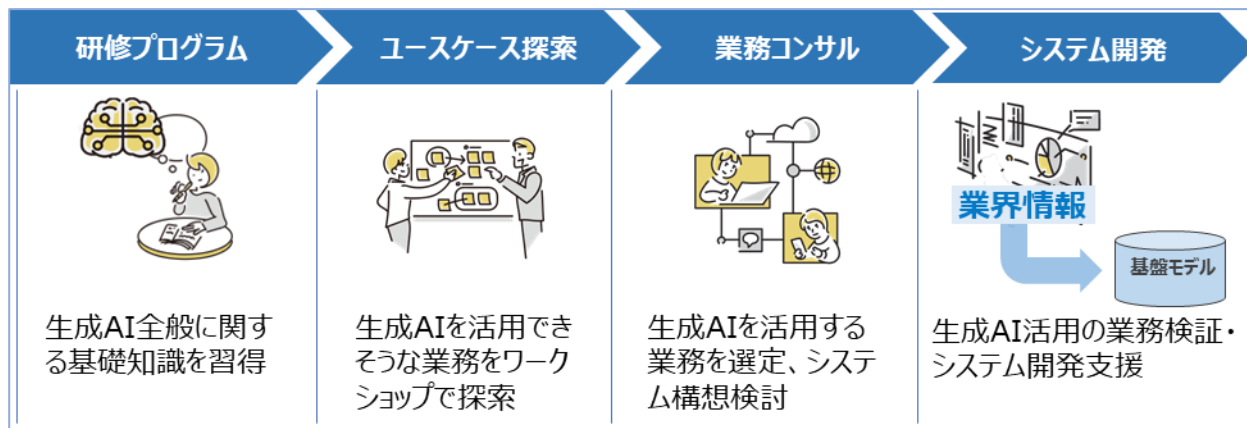 研修プログラム
ユースケース探索
業務コンサル
システム開発
業界情報
基盤モデル
生成AI全般に関す
る基礎知識を習得
生成AIを活用でき
そうな業務をワーク
ショップで探索
生成AIを活用する
業務を選定、システ
ム構想検討
生成AI活用の業務検証・
システム開発支援